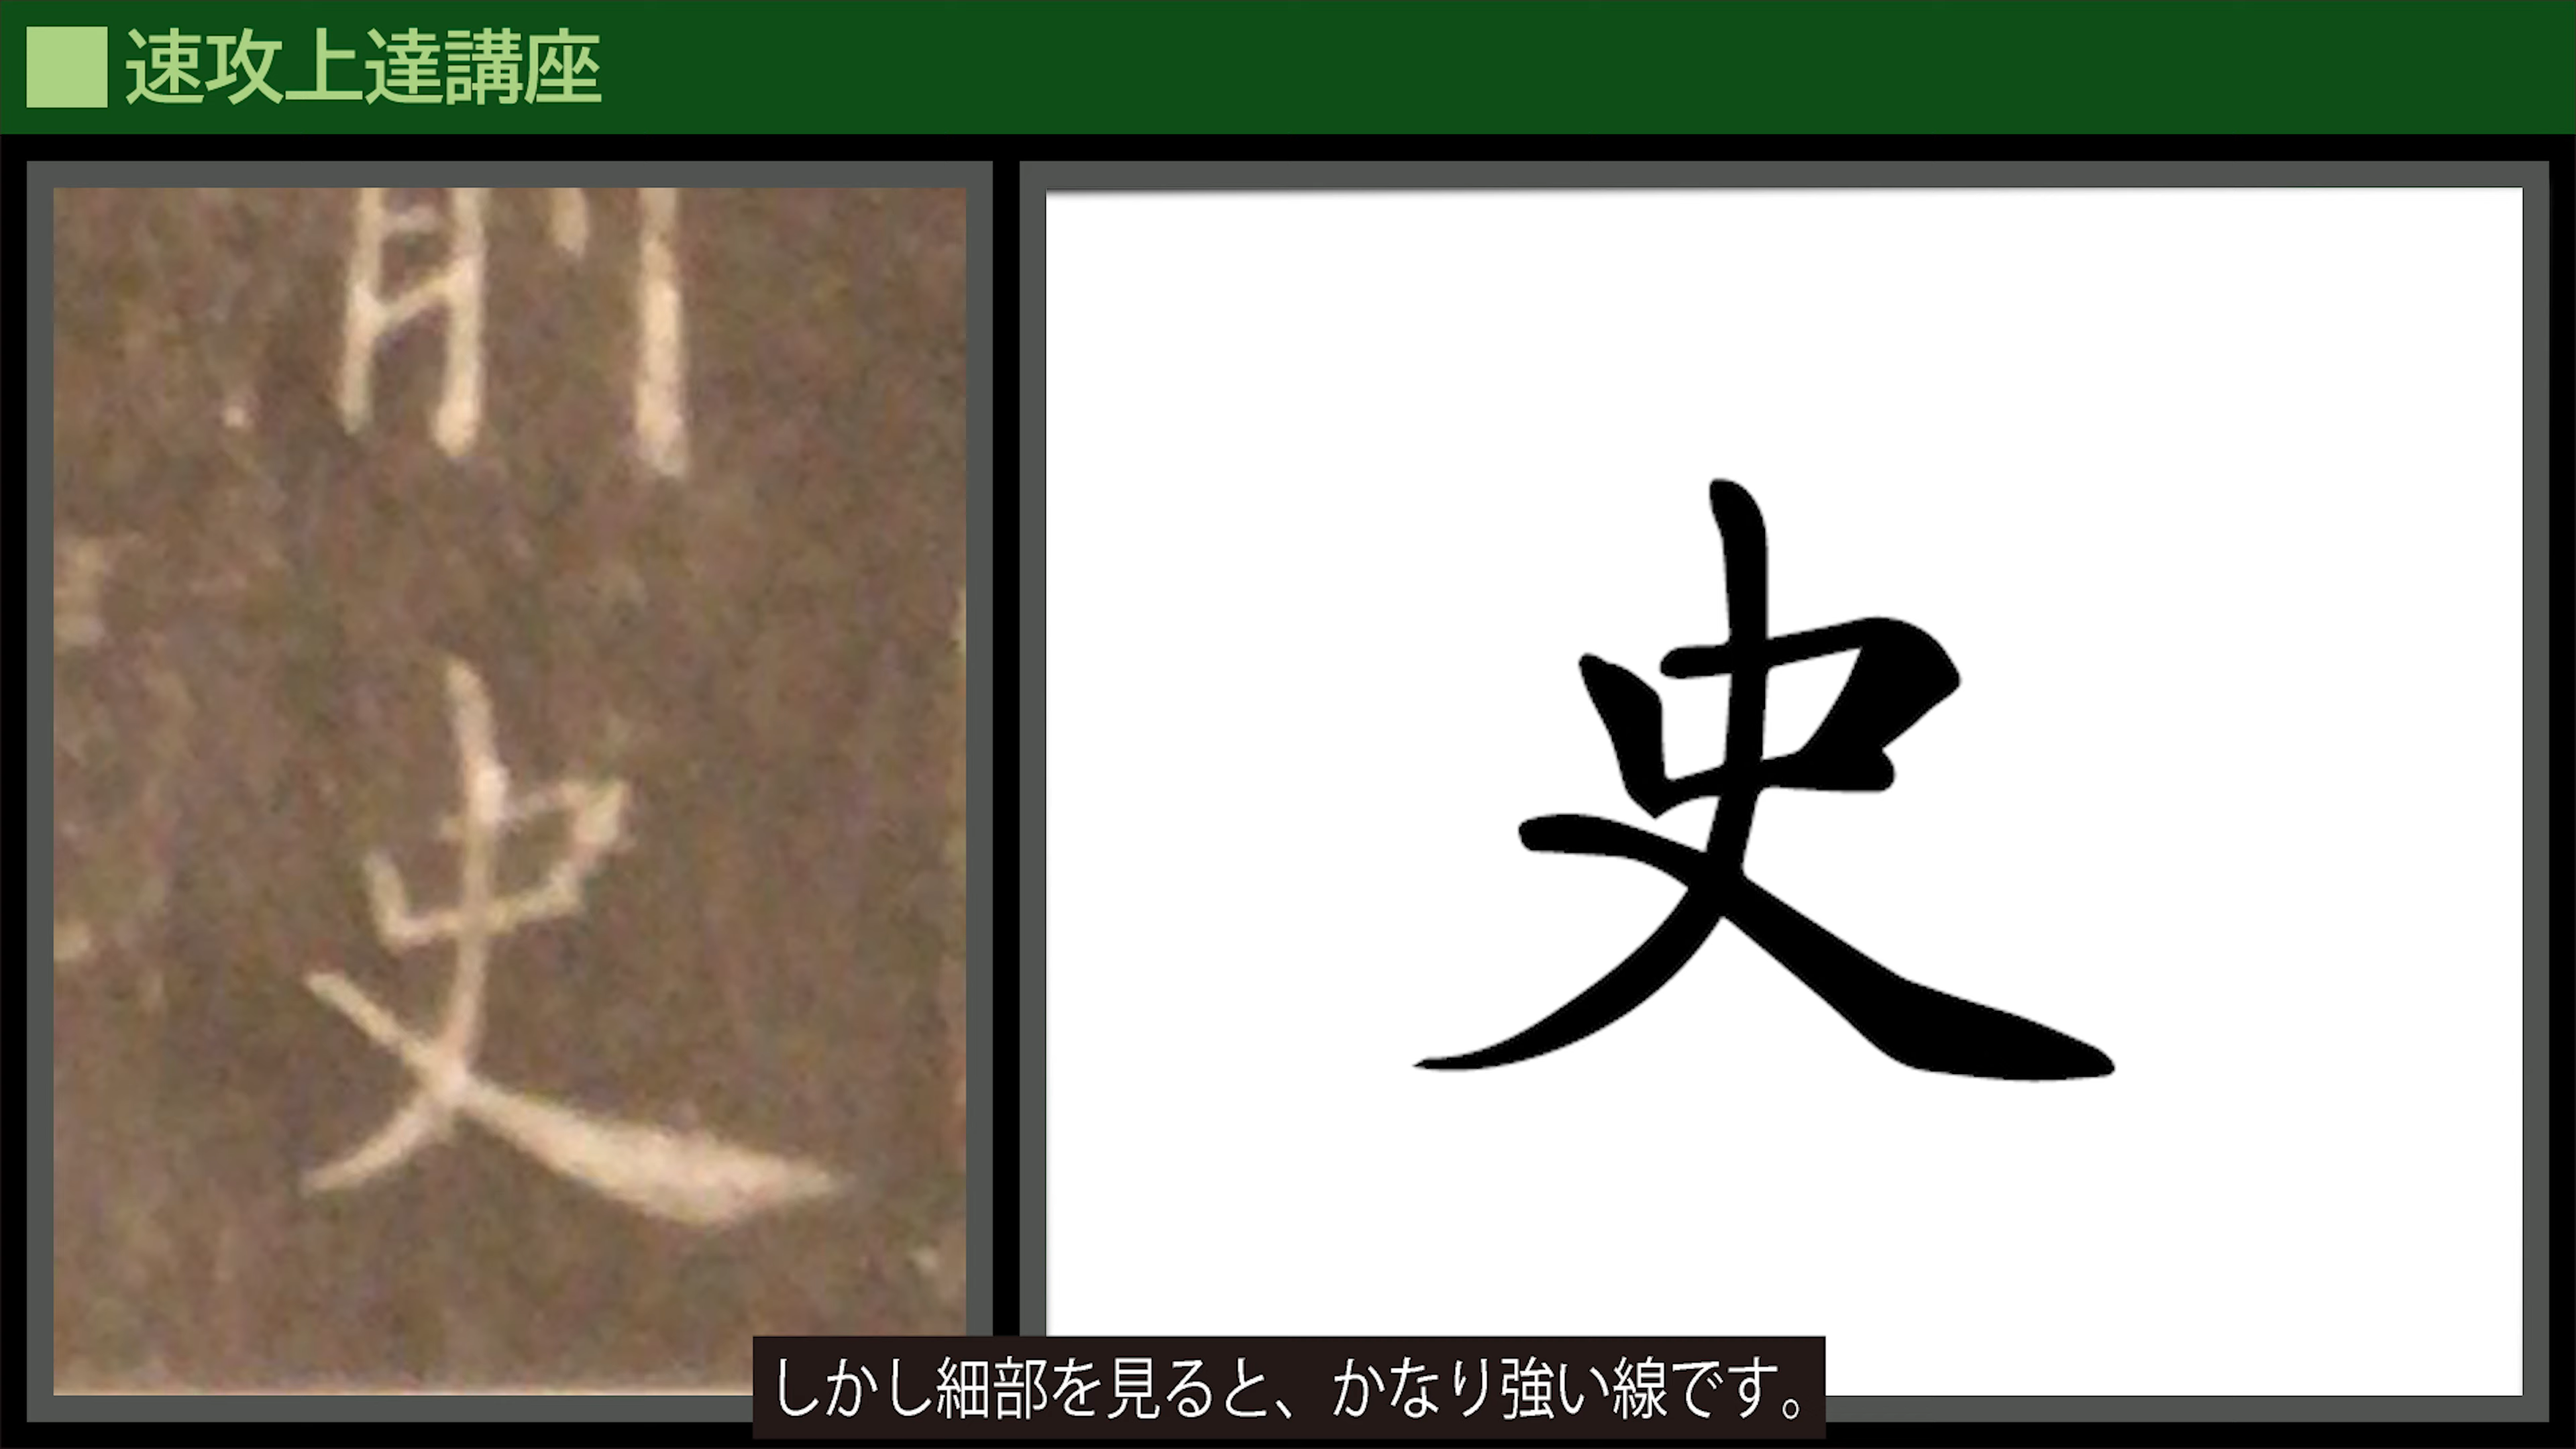 速攻上達講座
史
史
しかし細部を見ると、かなり強い線です。